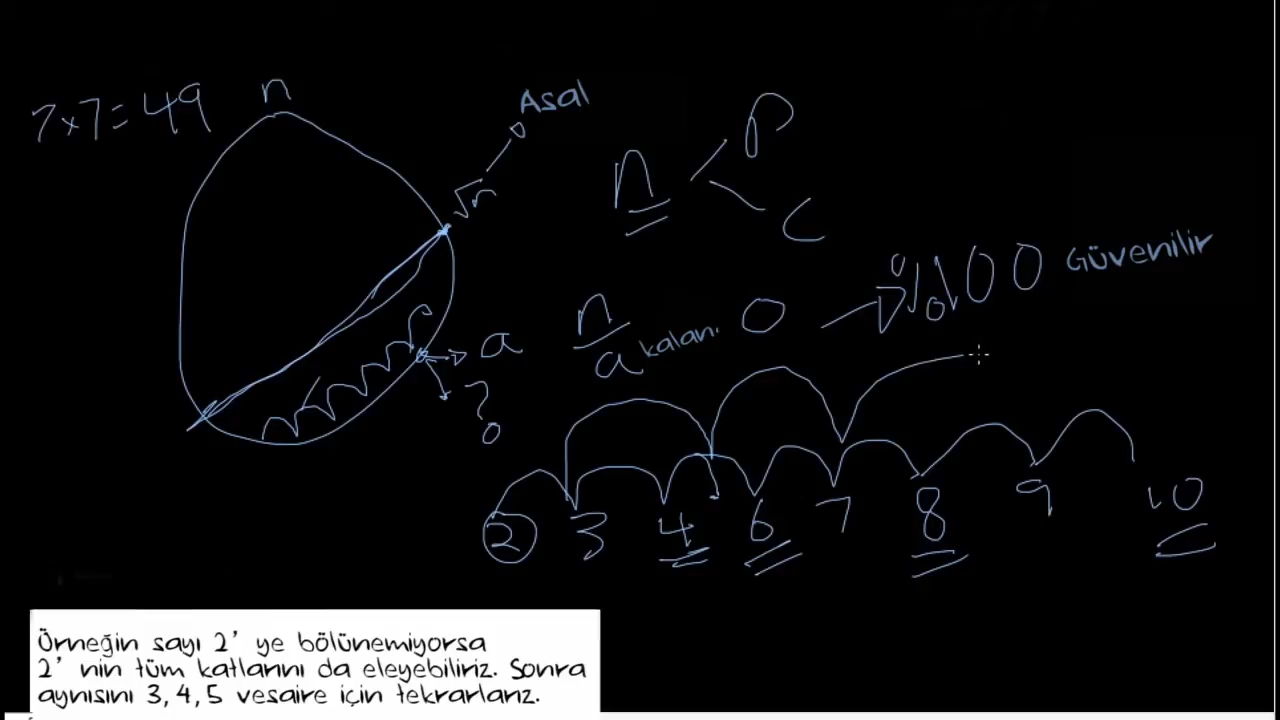 7x7=49
n
Asal
√n
n
P
C
%100 Güvenilir
n
a
kalanı
0
a
?
2 3 4 6 7 8 9 10
Örneğin sayı 2' ye bölünemiyorsa
2' nin tüm katlarını da eleyebiliriz. Sonra
aynısını 3, 4, 5 vesaire için tekrarlarız.